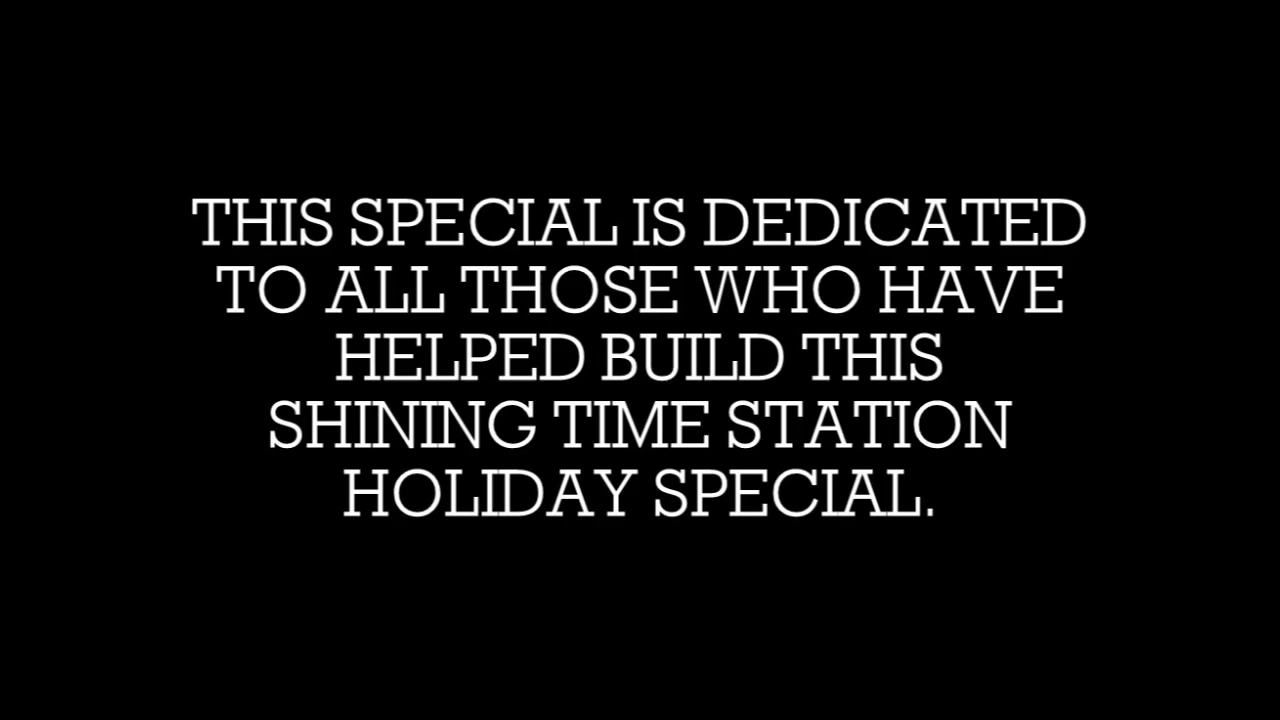 THIS SPECIAL IS DEDICATED
TO ALL THOSE WHO HAVE
HELPED BUILD THIS
SHINING TIME STATION
HOLIDAY SPECIAL.